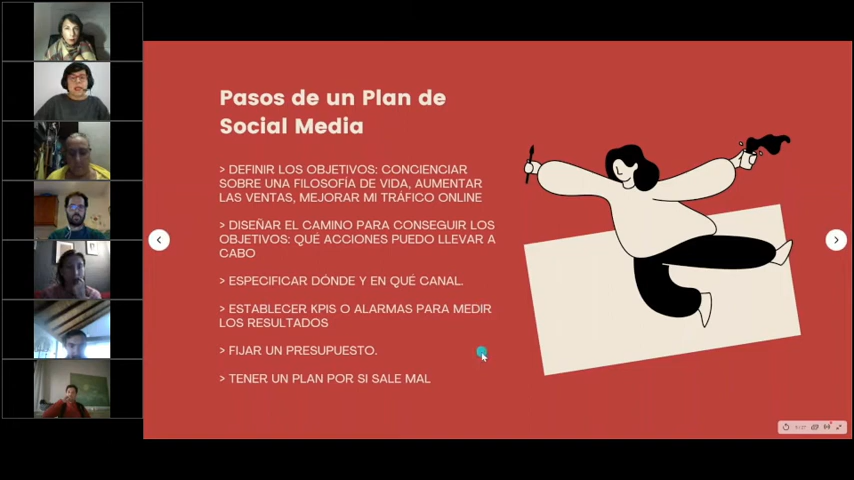 Pasos de un Plan de
Social Media
> DEFINIR LOS OBJETIVOS: CONCIENCIAR
SOBRE UNA FILOSOFÍA DE VIDA, AUMENTAR
LAS VENTAS, MEJORAR MI TRÁFICO ONLINE
> DISEÑAR EL CAMINO PARA CONSEGUIR LOS
OBJETIVOS: QUÉ ACCIONES PUEDO LLEVAR A
CABO
> ESPECIFICAR DÓNDE Y EN QUÉ CANAL.
> ESTABLECER KPIS O ALARMAS PARA MEDIR
LOS RESULTADOS
> FIJAR UN PRESUPUESTO.
> TENER UN PLAN POR SI SALE MAL